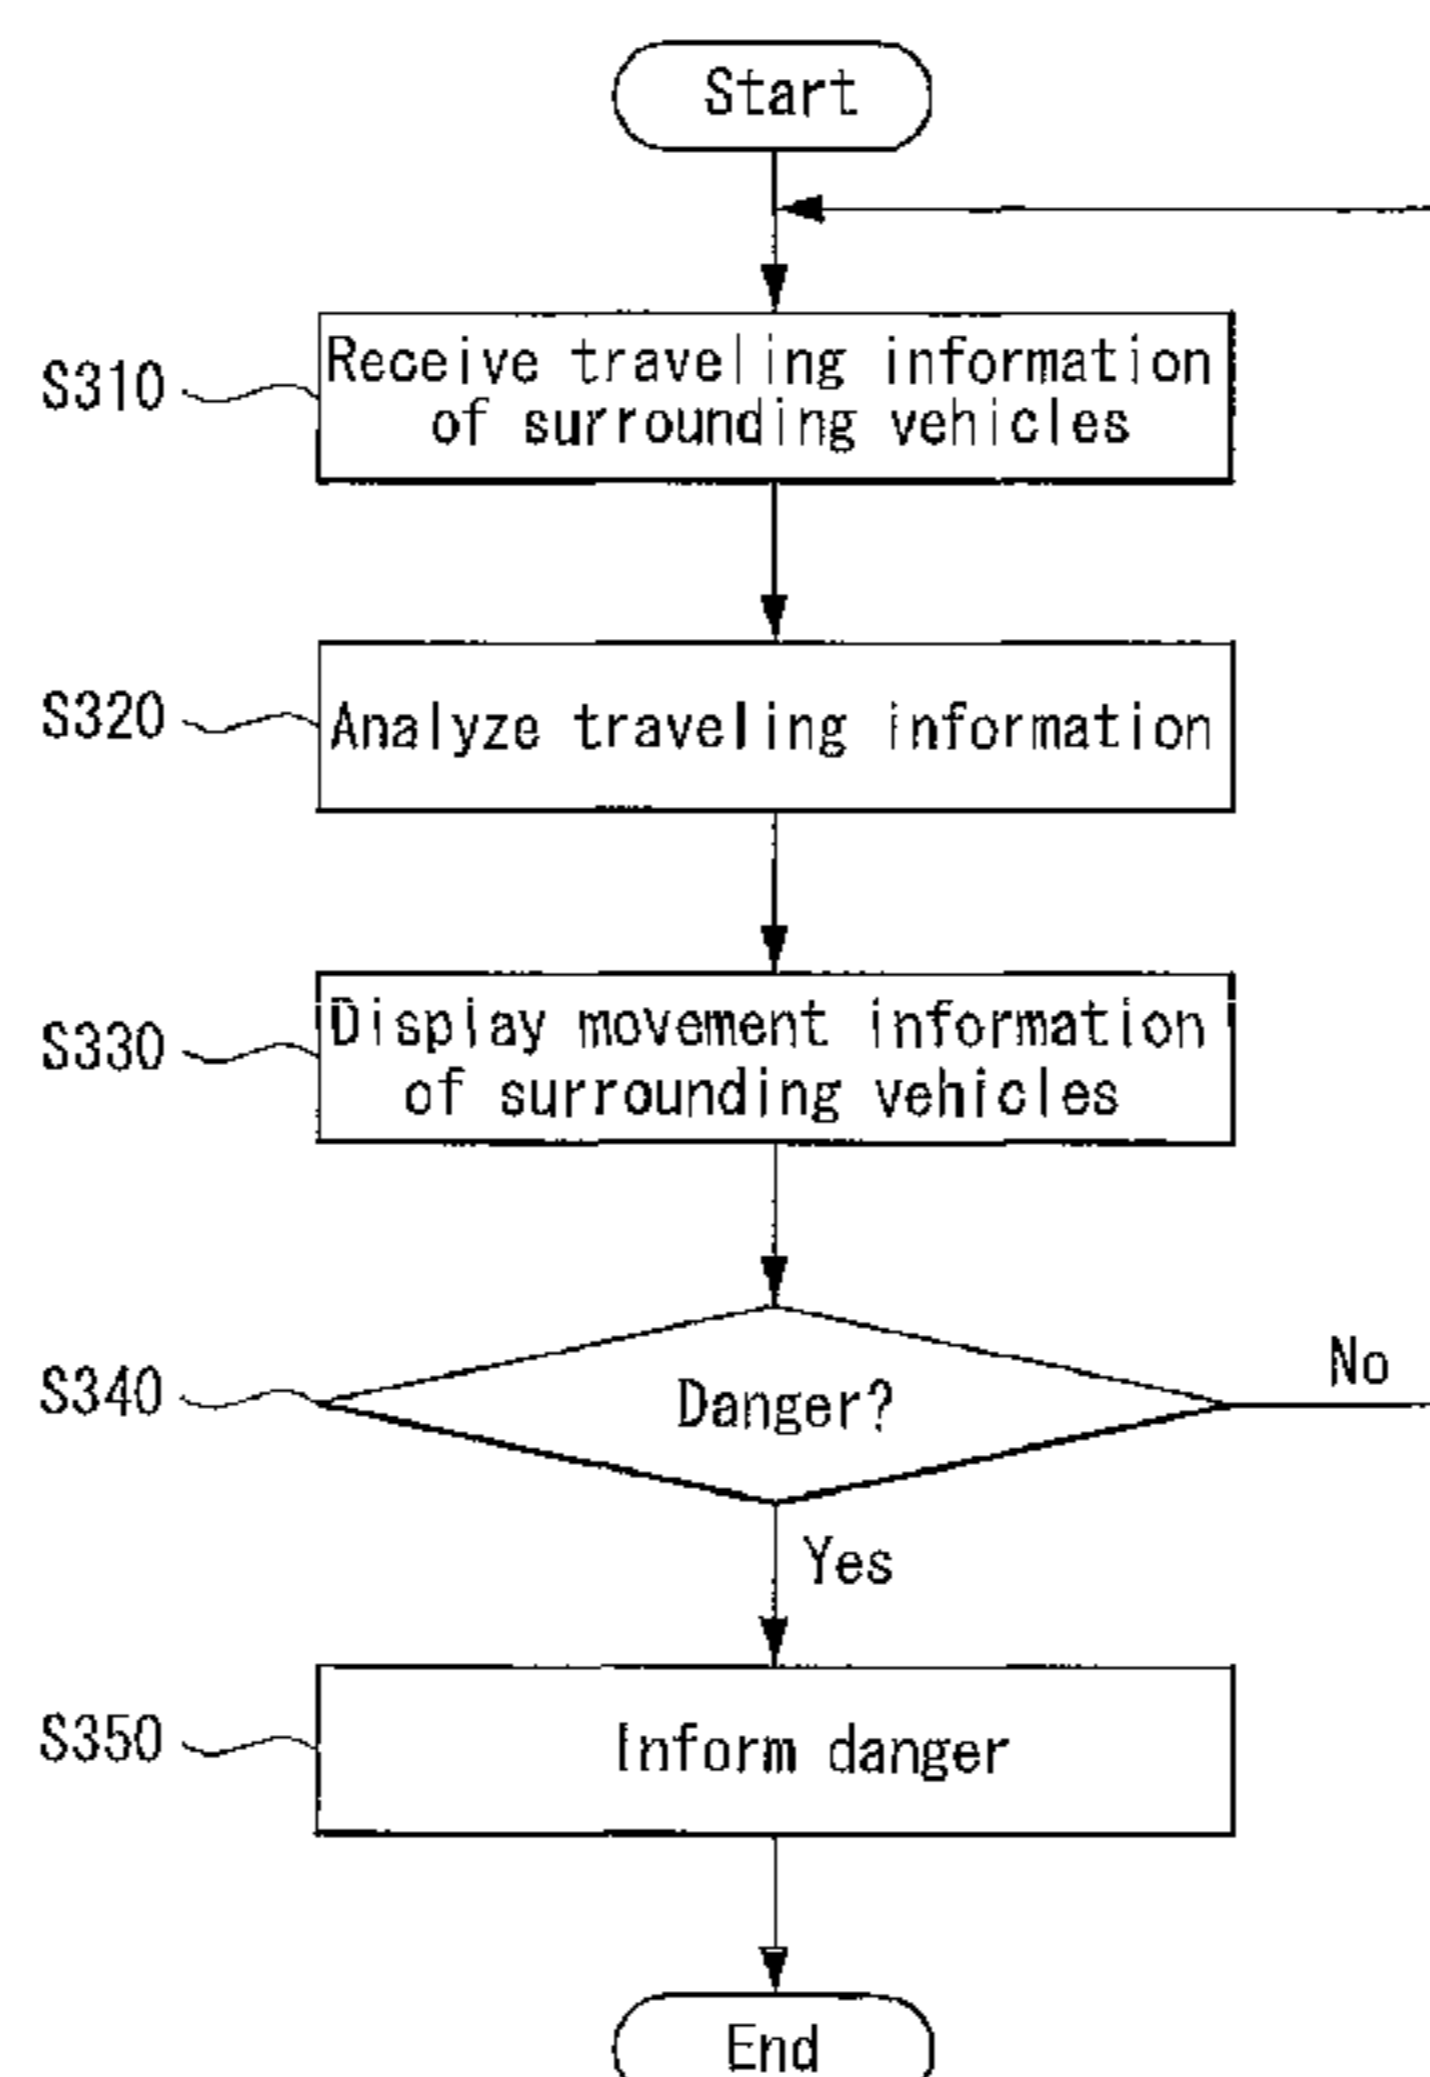 Start
S310
Receive traveling information
of surrounding vehicles
S320
Analyze traveling information
S330
Display movement information
of surrounding vehicles
S340
Danger?
No
Yes
S350
Inform danger
End